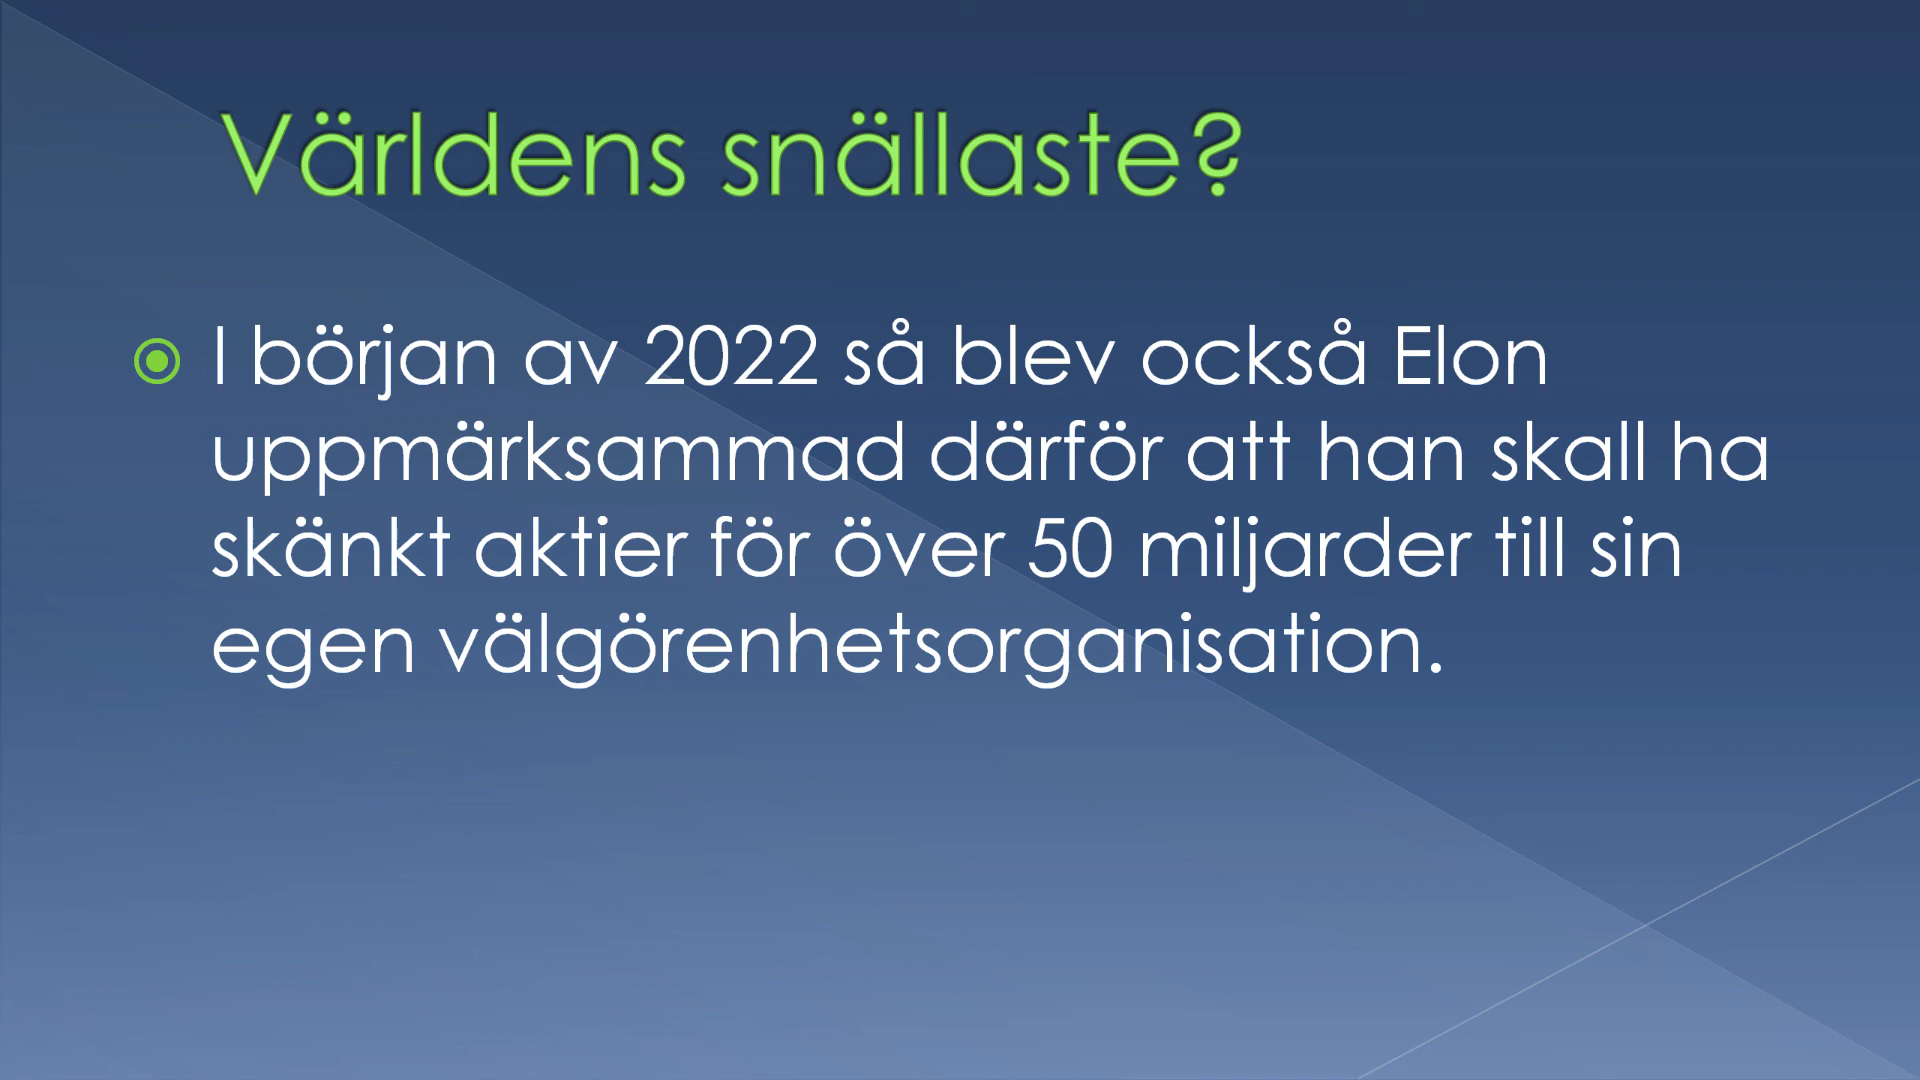 Världens snällaste?
I början av 2022 så blev också Elon
uppmärksammad därför att han skall ha
skänkt aktier för över 50 miljarder till sin
egen välgörenhetsorganisation.